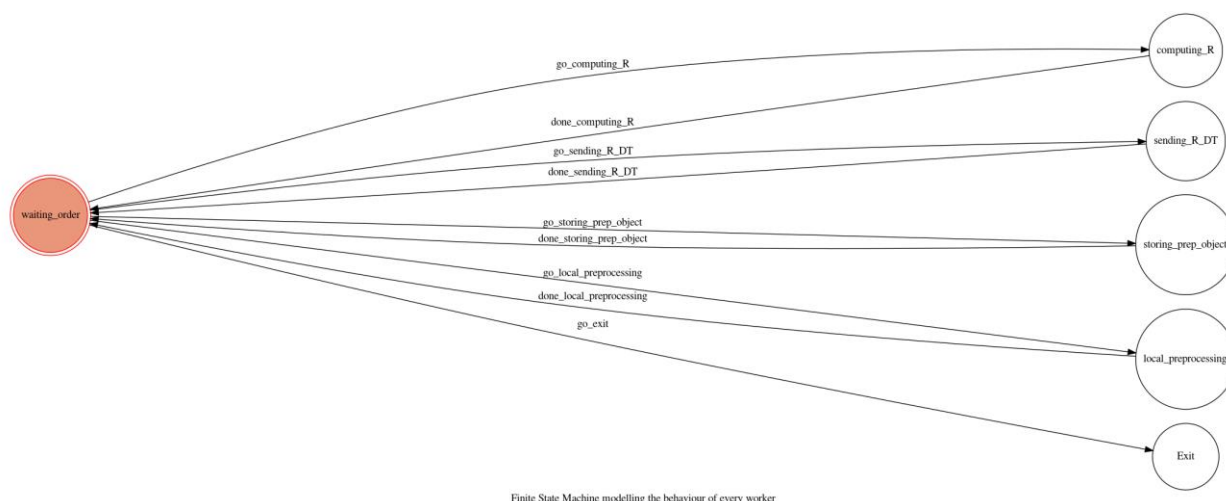 computing_R
go_computing_R
done_computing_R
go_sending_R_DT
sending_R_DT
done_sending_R_DT
waiting_order
go_storing_prep_object
done_storing_prep_object
storing_prep_object
go_local_preprocessing
done_local_preprocessing
go_exit
local_preprocessing
Exit
Finite State Machine modelling the behaviour of every worker